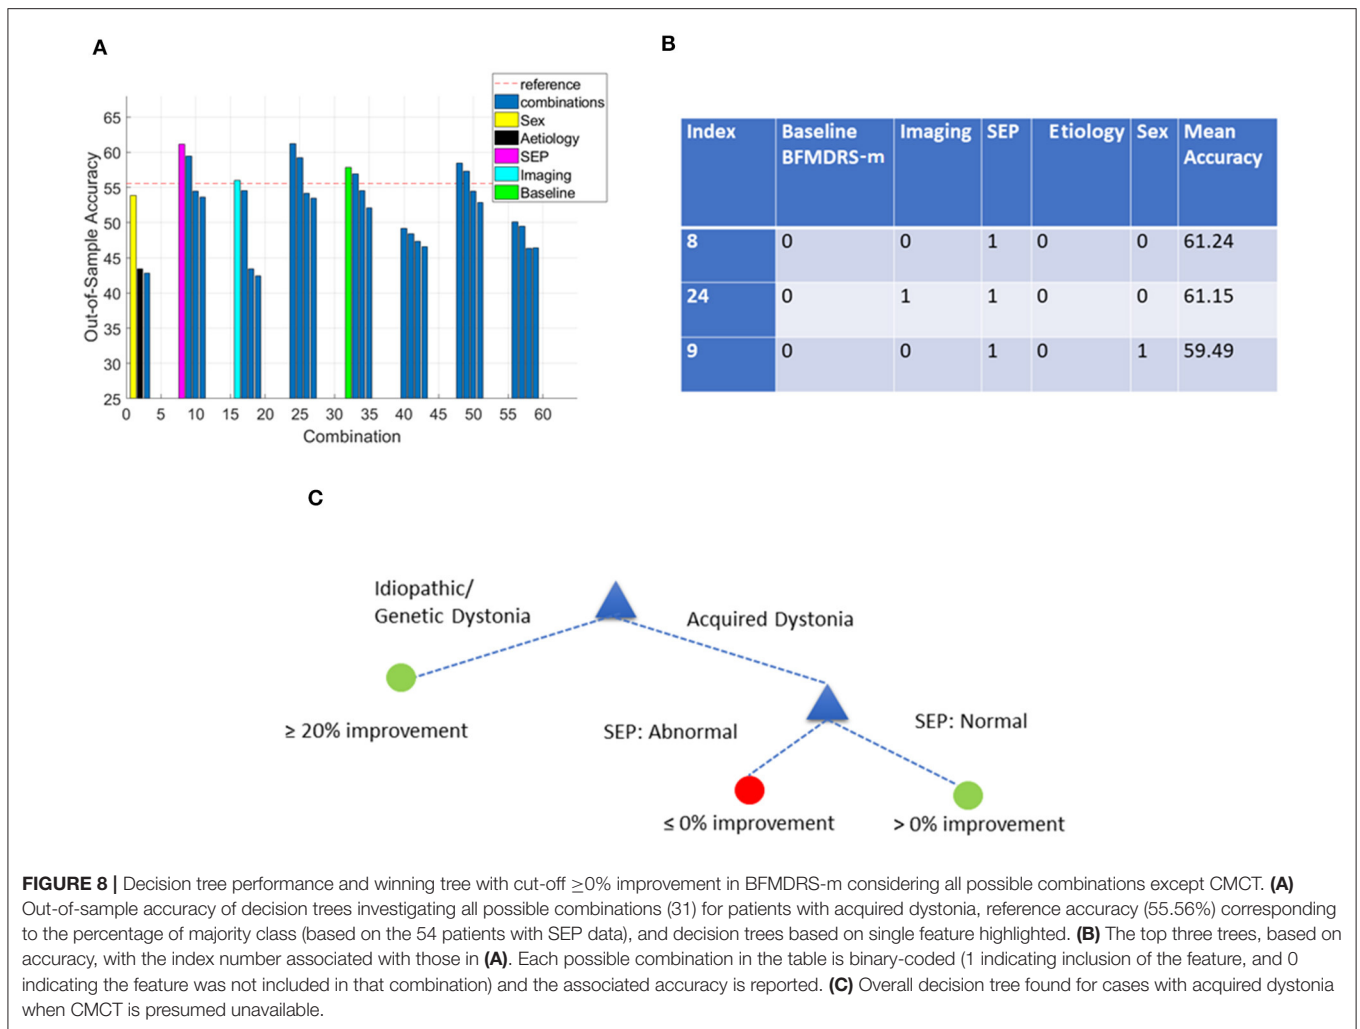 A
reference
combinations
Sex
Aetiology
SEP
Imaging
Baseline
Out-of-Sample Accuracy
65
60
55
50
45
40
35
30
25
0 5 10 15 20 25 30 35 40 45 50 55 60
Combination
B
Index Baseline BFMDRS-m Imaging SEP Etiology Sex Mean Accuracy
8 0 0 1 0 0 61.24
24 0 1 1 0 0 61.15
9 0 0 1 0 1 59.49
C
Idiopathic/
Genetic Dystonia
Acquired Dystonia
≥ 20% improvement
SEP: Abnormal
SEP: Normal
≤ 0% improvement
> 0% improvement
FIGURE 8 | Decision tree performance and winning tree with cut-off ≥0% improvement in BFMDRS-m considering all possible combinations except CMCT. (A)
Out-of-sample accuracy of decision trees investigating all possible combinations (31) for patients with acquired dystonia, reference accuracy (55.56%) corresponding
to the percentage of majority class (based on the 54 patients with SEP data), and decision trees based on single feature highlighted. (B) The top three trees, based on
accuracy, with the index number associated with those in (A). Each possible combination in the table is binary-coded (1 indicating inclusion of the feature, and 0
indicating the feature was not included in that combination) and the associated accuracy is reported. (C) Overall decision tree found for cases with acquired dystonia
when CMCT is presumed unavailable.